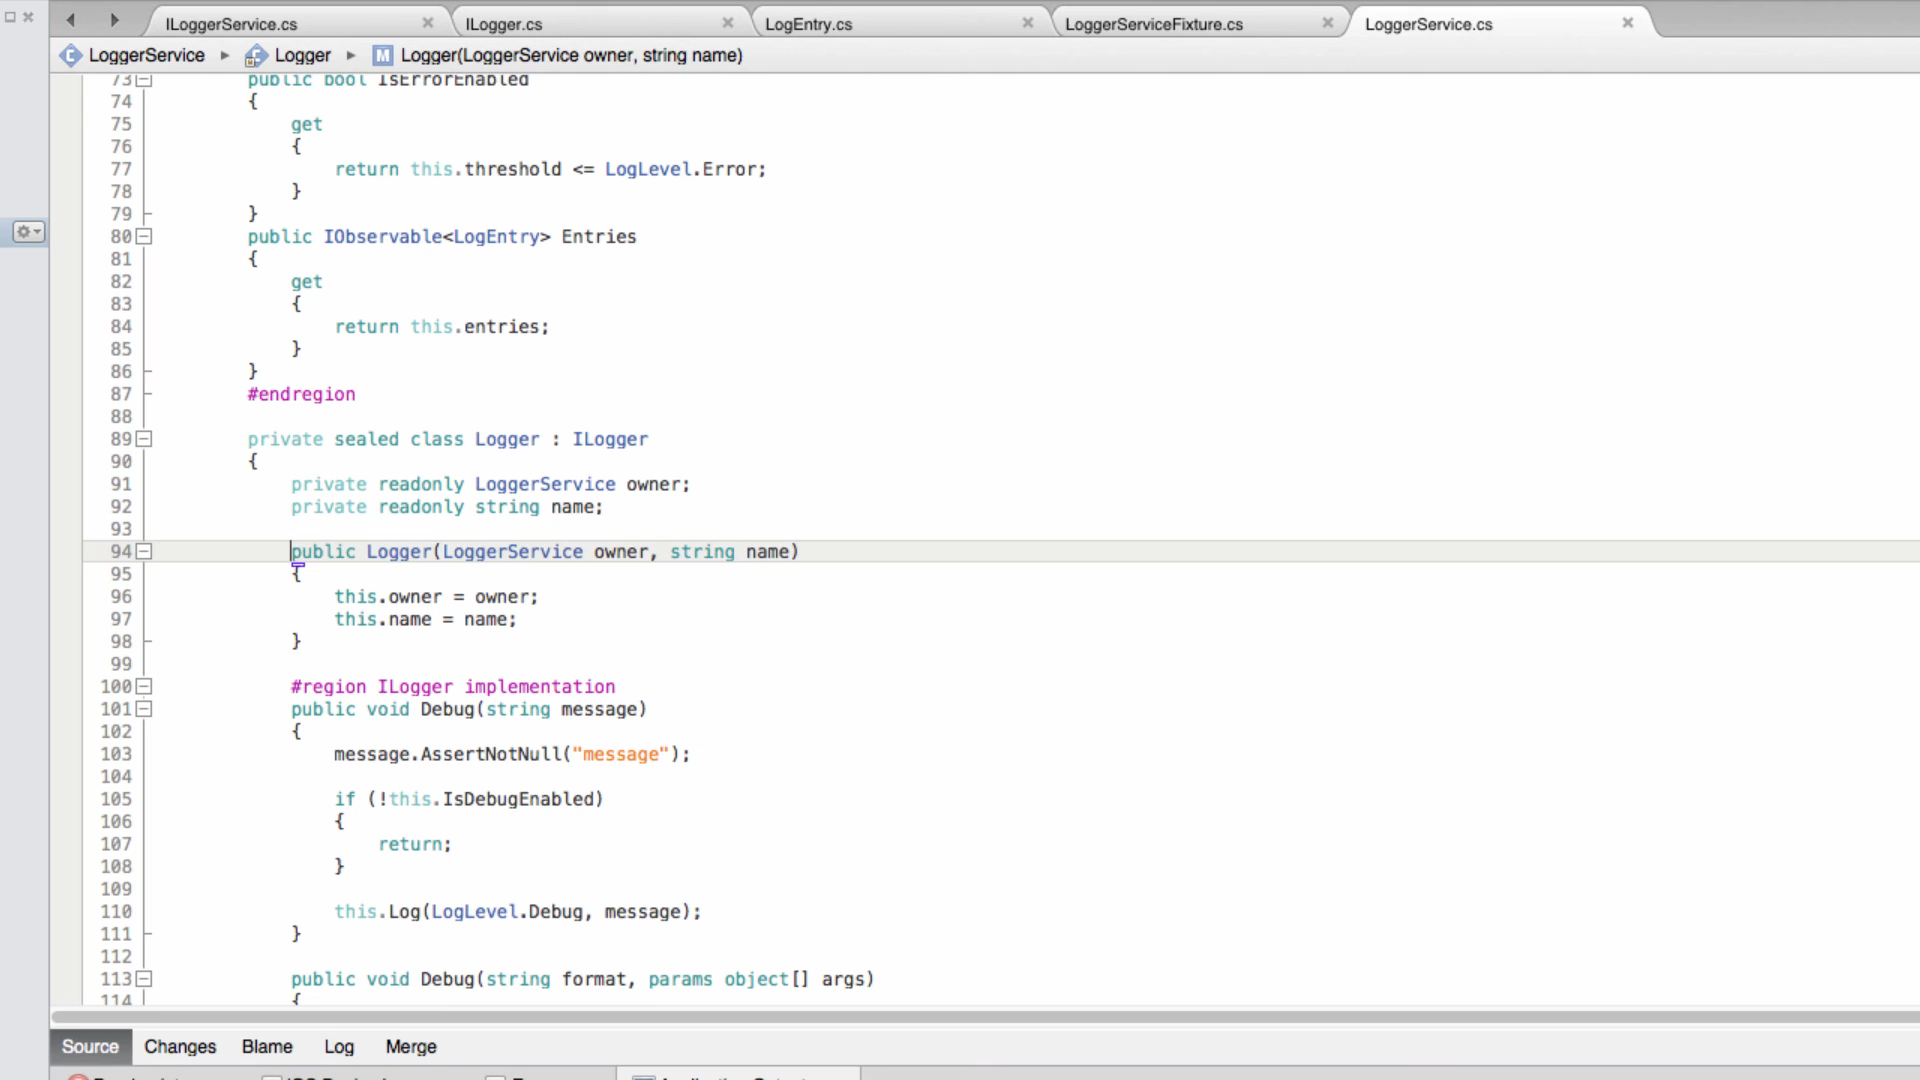 ILoggerService.cs ILogger.cs LogEntry.cs LoggerServiceFixture.cs LoggerService.cs
LoggerService Logger M Logger(LoggerService owner, string name)
73 public bool IsErrorEnabled
74 {
75 get
76 {
77 return this.threshold <= LogLevel.Error;
78 }
79 }
80 public IObservable<LogEntry> Entries
81 {
82 get
83 {
84 return this.entries;
85 }
86 }
87 #endregion
88
89 private sealed class Logger : ILogger
90 {
91 private readonly LoggerService owner;
92 private readonly string name;
93
94 public Logger(LoggerService owner, string name)
95 {
96 this.owner = owner;
97 this.name = name;
98 }
99
100 #region ILogger implementation
101 public void Debug(string message)
102 {
103 message.AssertNotNull("message");
104
105 if (!this.IsDebugEnabled)
106 {
107 return;
108 }
109
110 this.Log(LogLevel.Debug, message);
111 }
112
113 public void Debug(string format, params object[] args)
114 {
Source Changes Blame Log Merge